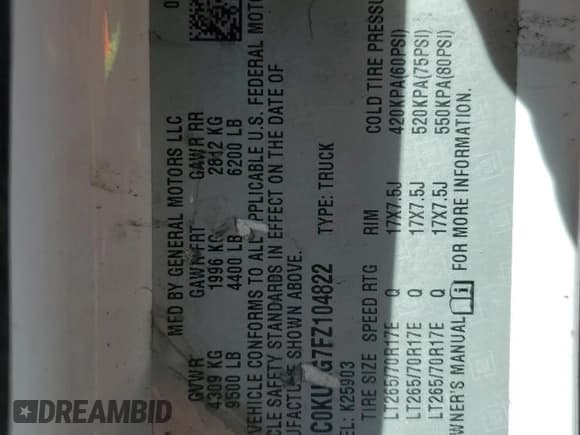 MED BY GENERAL MOTORS LLC
GVWR GAWR FRT GAWR RR
4309 KG 1996 KG 2812 KG
9500 LB 4400 LB 6200 LB
VEHICLE CONFORMS TO ALL APPLICABLE U.S. FEDERAL MOTO
CLE SAFETY STANDARDS IN EFFECT ON THE DATE OF
UFACTURE SHOWN ABOVE.
C0KU G7FZ104822 TYPE: TRUCK
EL: K25903
TIRE SIZE SPEED RTG RIM COLD TIRE PRESSU
LT265/70R17E Q 17X7.5J 420KPA(60PSI)
LT265/70R17E Q 17X7.5J 520KPA(75PSI)
LT265/70R17E Q 17X7.5J 550KPA(80PSI)
WNER'S MANUAL i FOR MORE INFORMATION.
DREAMBID